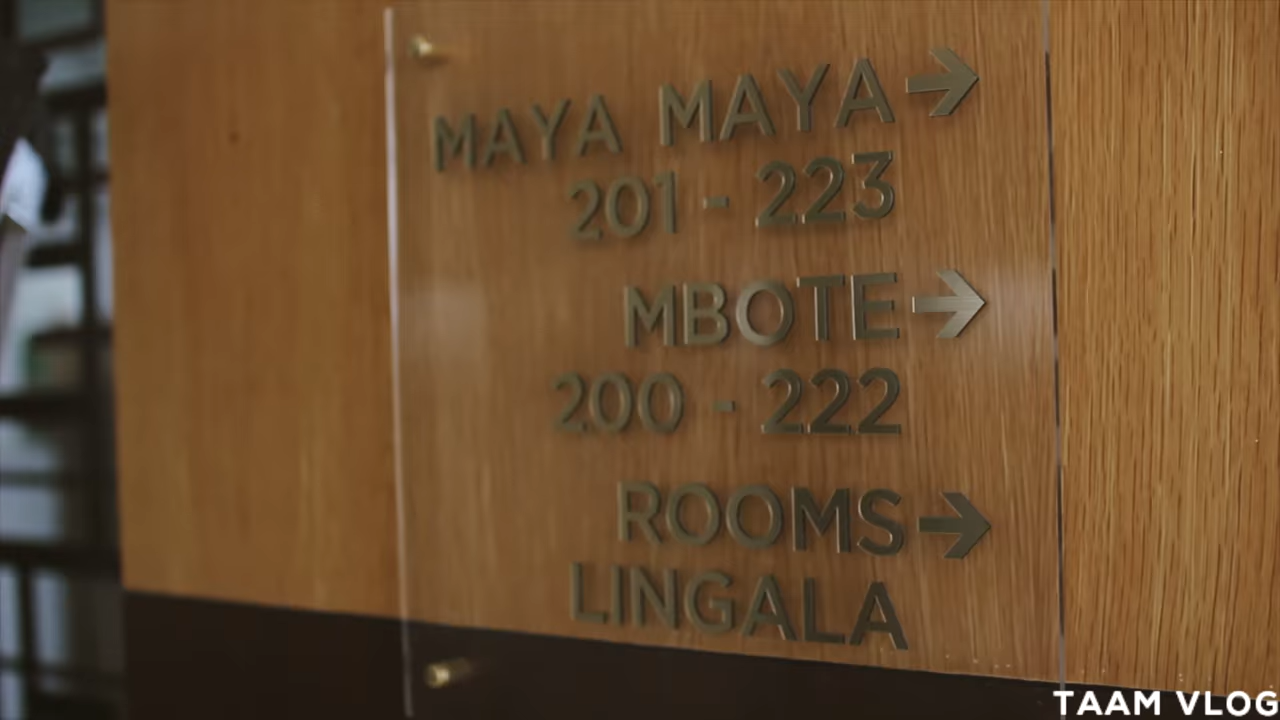 MAYA MAYA →
201 - 223
MBOTE →
200 - 222
ROOMS →
LINGALA
TAAM VLOG